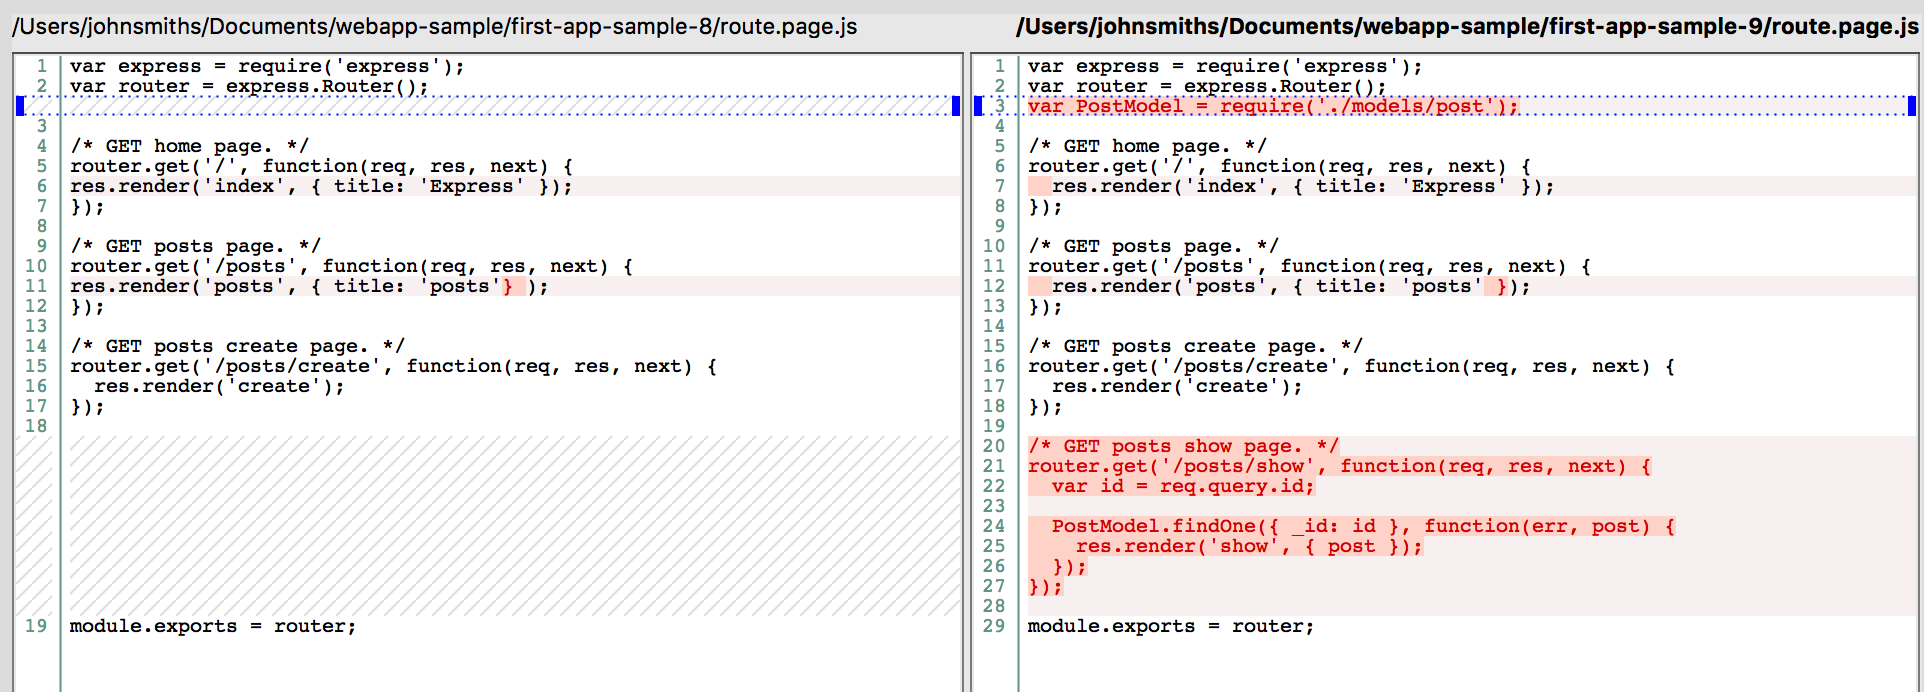 /Users/johnsmiths/Documents/webapp-sample/first-app-sample-8/route.page.js
1 var express = require('express');
2 var router = express.Router();
3
4 /* GET home page. */
5 router.get('/', function(req, res, next) {
6 res.render('index', { title: 'Express' });
7 });
8
9 /* GET posts page. */
10 router.get('/posts', function(req, res, next) {
11 res.render('posts', { title: 'posts'} );
12 });
13
14 /* GET posts create page. */
15 router.get('/posts/create', function(req, res, next) {
16   res.render('create');
17 });
18
19 module.exports = router;
/Users/johnsmiths/Documents/webapp-sample/first-app-sample-9/route.page.js
1 var express = require('express');
2 var router = express.Router();
3 var PostModel = require('./models/post');
4
5 /* GET home page. */
6 router.get('/', function(req, res, next) {
7   res.render('index', { title: 'Express' });
8 });
9
10 /* GET posts page. */
11 router.get('/posts', function(req, res, next) {
12   res.render('posts', { title: 'posts' });
13 });
14
15 /* GET posts create page. */
16 router.get('/posts/create', function(req, res, next) {
17   res.render('create');
18 });
19
20 /* GET posts show page. */
21 router.get('/posts/show', function(req, res, next) {
22   var id = req.query.id;
23
24   PostModel.findOne({ _id: id }, function(err, post) {
25     res.render('show', { post });
26   });
27 });
28
29 module.exports = router;